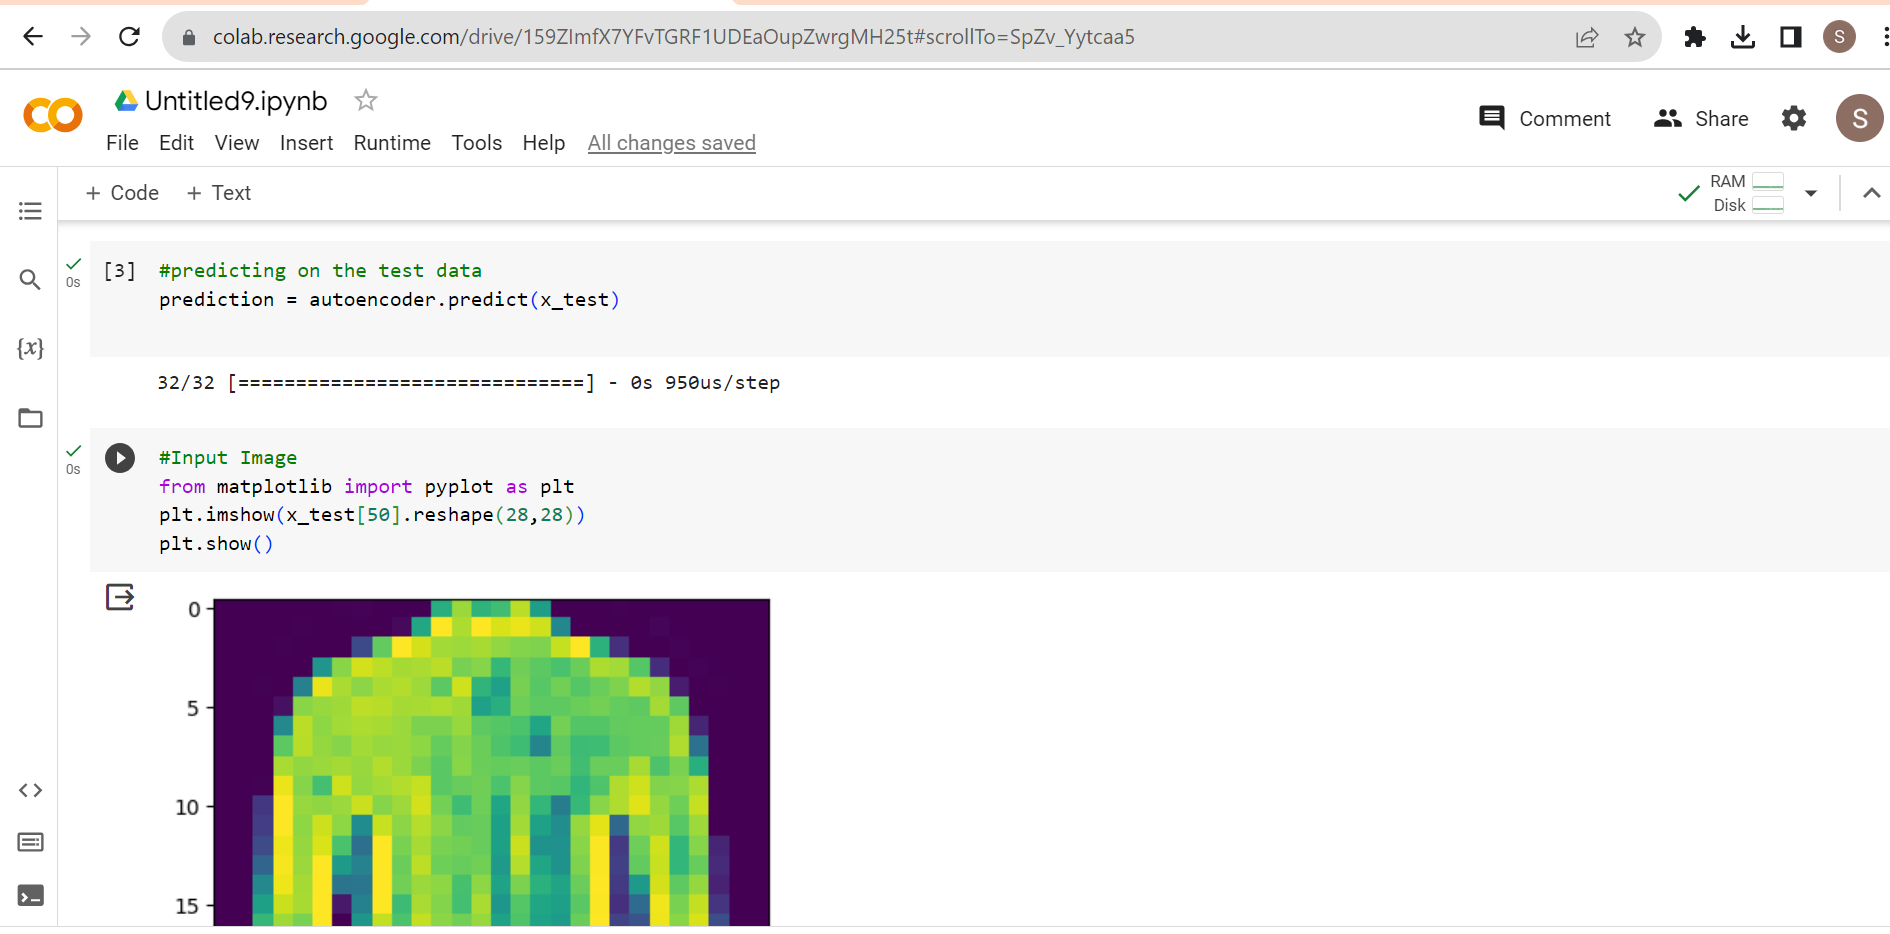 colab.research.google.com/drive/159ZImfX7YFvTGRF1UDEaOupZwrgMH25t#scrollTo=SpZv_Yytcaa5
S
Untitled9.ipynb
File Edit View Insert Runtime Tools Help All changes saved
Comment
Share
S
+ Code + Text
RAM
Disk
{x}
0s
[3]
#predicting on the test data
prediction = autoencoder.predict(x_test)
32/32 [==============================] - 0s 950us/step
0s
#Input Image
from matplotlib import pyplot as plt
plt.imshow(x_test[50].reshape(28,28))
plt.show()
0
5
10
15